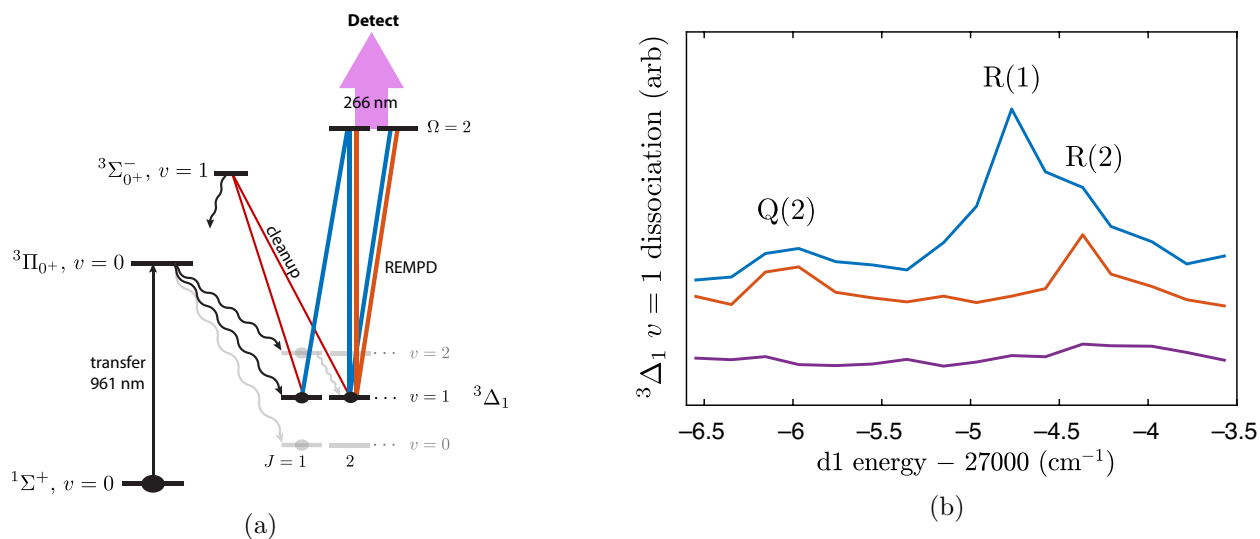 Detect
266 nm
Ω = 2
³Σ⁻₀₊, v = 1
cleanup
REMPD
³Π₀₊, v = 0
transfer
961 nm
··· v = 2
··· v = 1 ³Δ₁
··· v = 0
J = 1 2
¹Σ⁺, v = 0
(a)
³Δ₁ v = 1 dissociation (arb)
R(1)
R(2)
Q(2)
−6.5 −6 −5.5 −5 −4.5 −4 −3.5
d1 energy − 27000 (cm⁻¹)
(b)